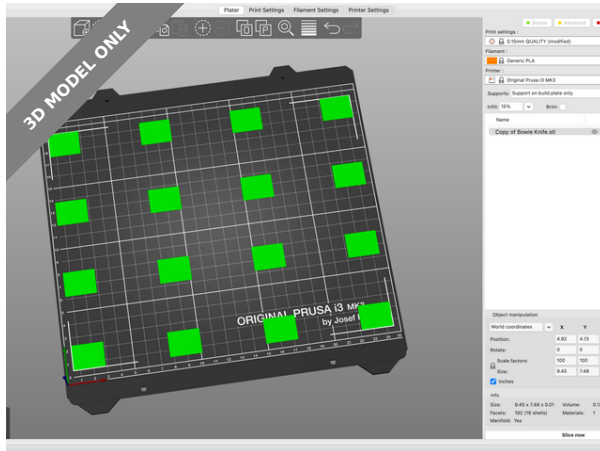 Plater Print Settings Filament Settings Printer Settings
3D MODEL ONLY
Simple Advanced
Print settings :
0.15mm QUALITY (modified)
Filament :
Generic PLA
Printer :
Original Prusa i3 MK3
Supports: Support on build plate only
Infill: 15% Brim:
Name
Copy of Bowie Knife.stl
ORIGINAL PRUSA i3 MK3
by Josef
Object manipulation
World coordinates X Y
Position: 4.92 4.13
Rotate: 0 0
Scale factors: 100 100
Size: 9.45 7.48
Inches
Info
Size: 9.45 x 7.48 x 0.01 Volume:
Facets: 192 (16 shells) Materials: 1
Manifold: Yes
Slice now